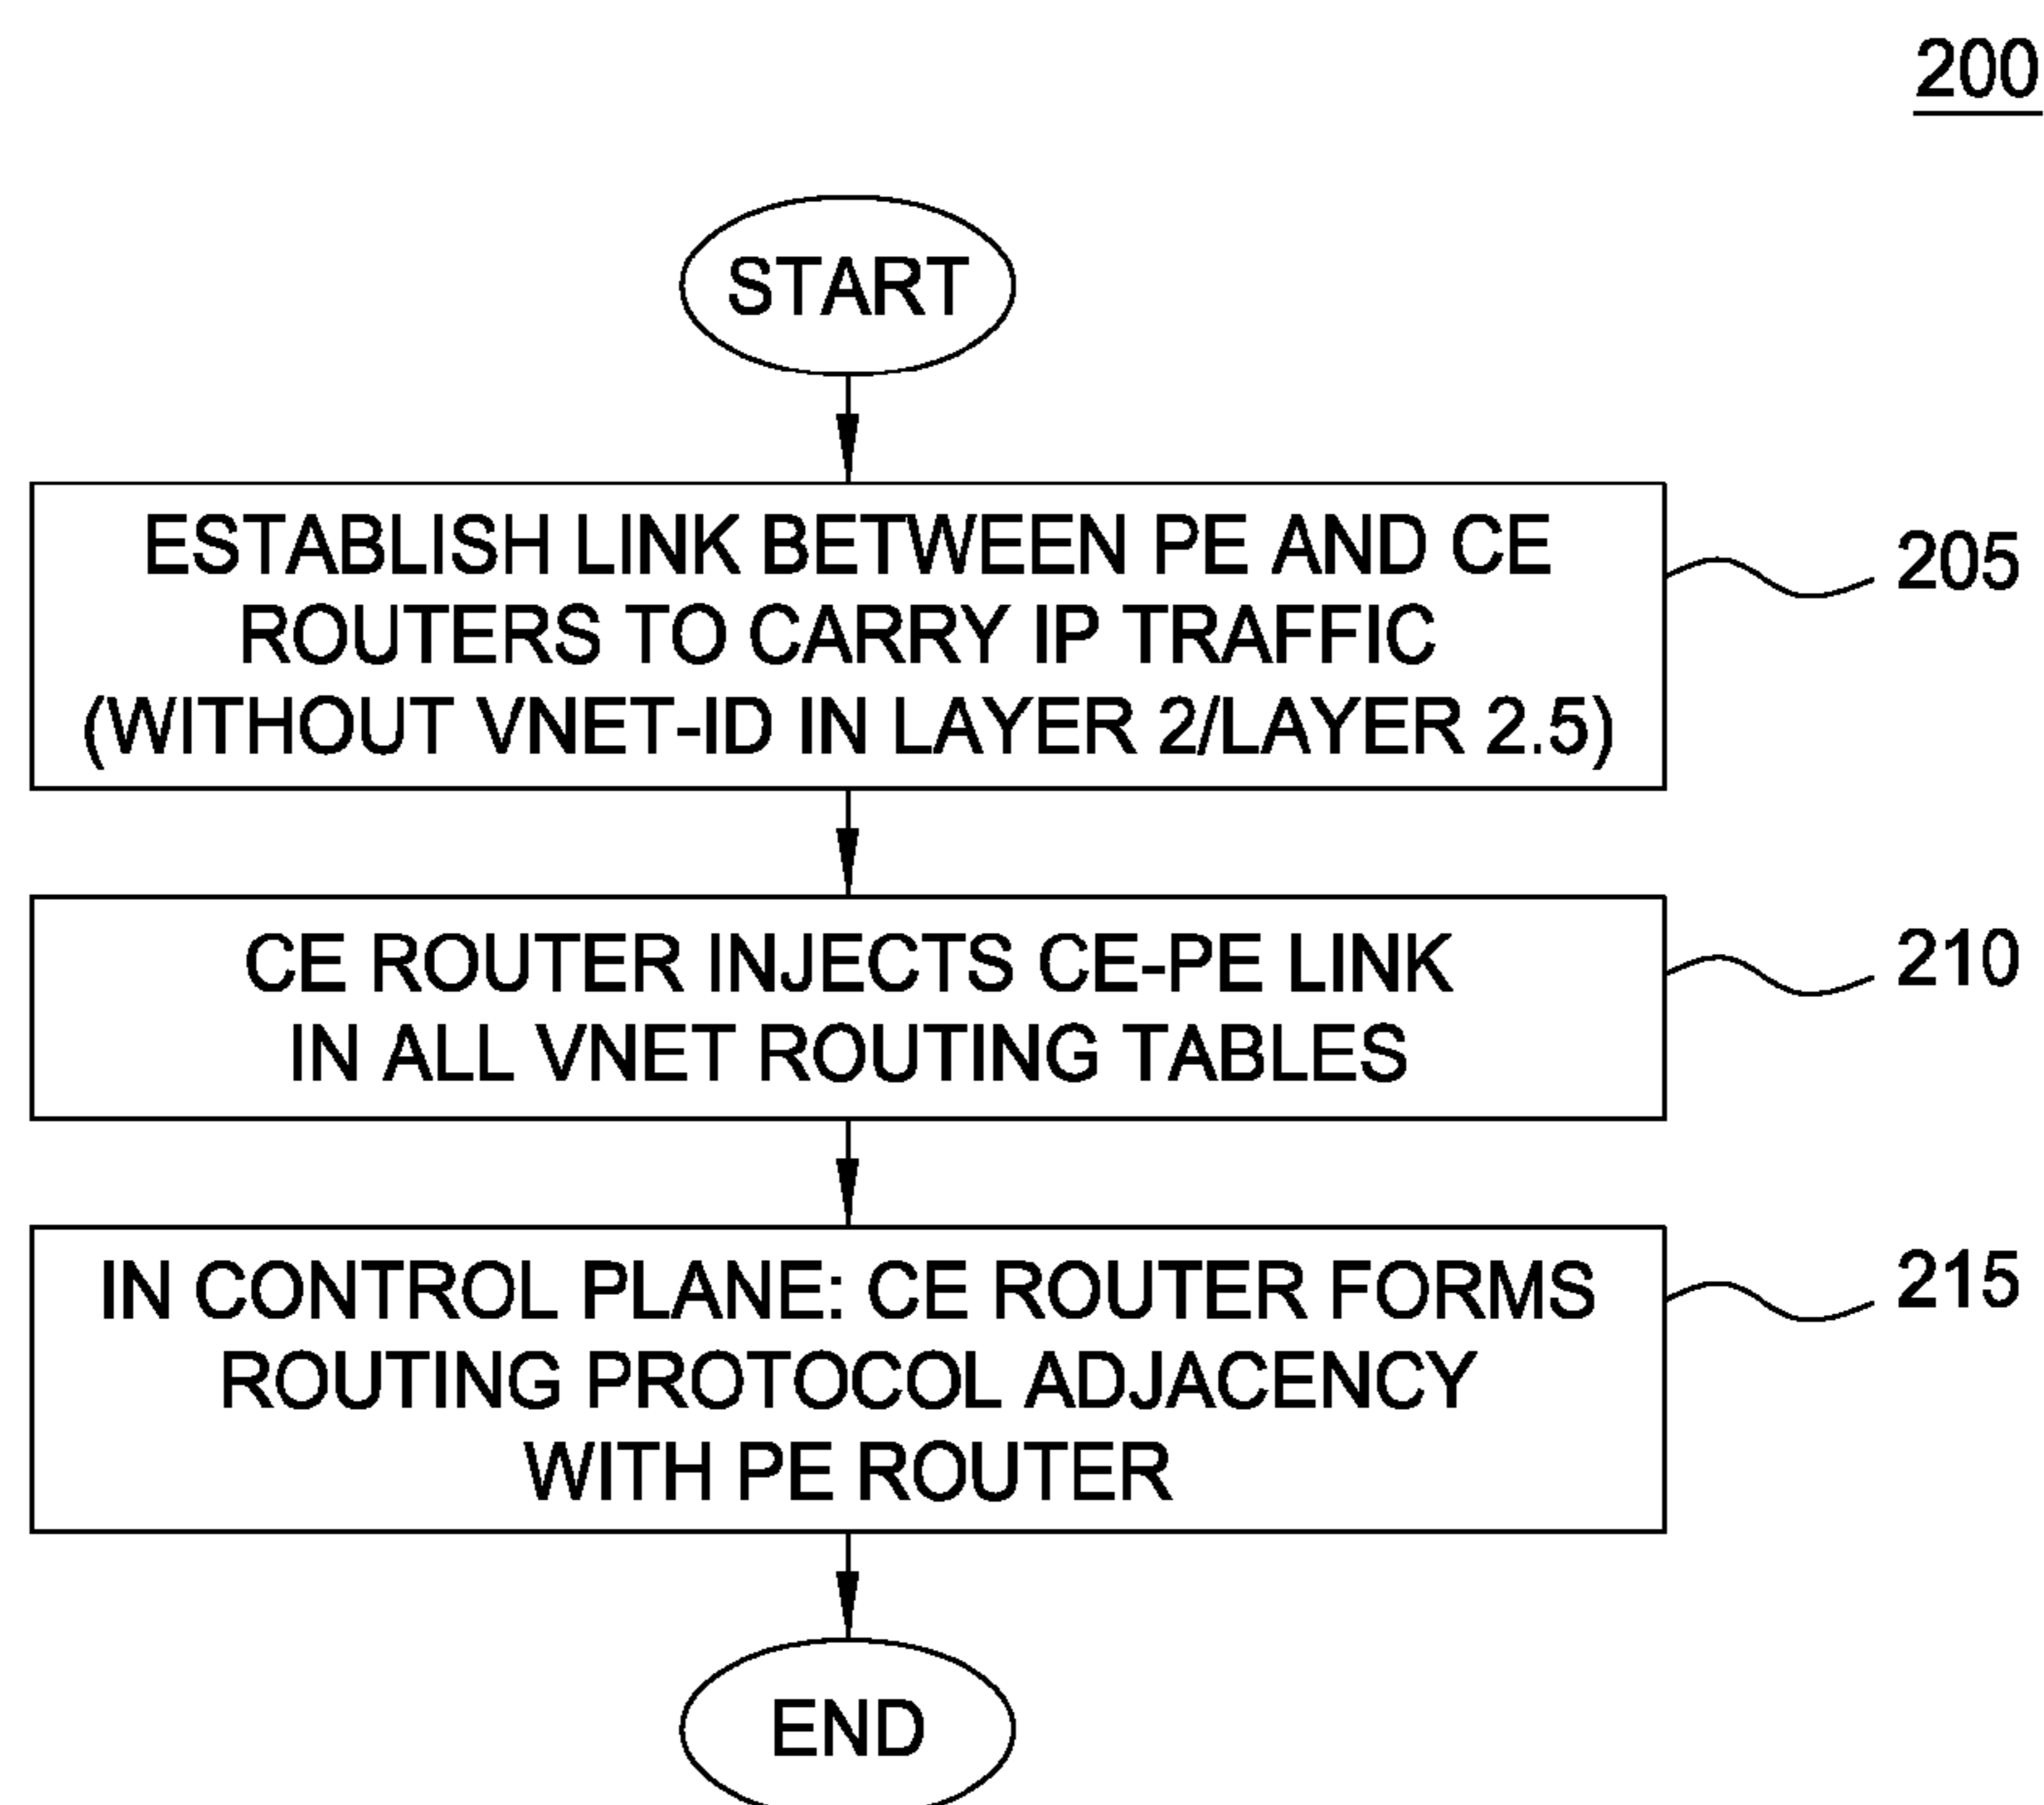 200
START
ESTABLISH LINK BETWEEN PE AND CE
ROUTERS TO CARRY IP TRAFFIC
(WITHOUT VNET-ID IN LAYER 2/LAYER 2.5)
205
CE ROUTER INJECTS CE-PE LINK
IN ALL VNET ROUTING TABLES
210
IN CONTROL PLANE: CE ROUTER FORMS
ROUTING PROTOCOL ADJACENCY
WITH PE ROUTER
215
END